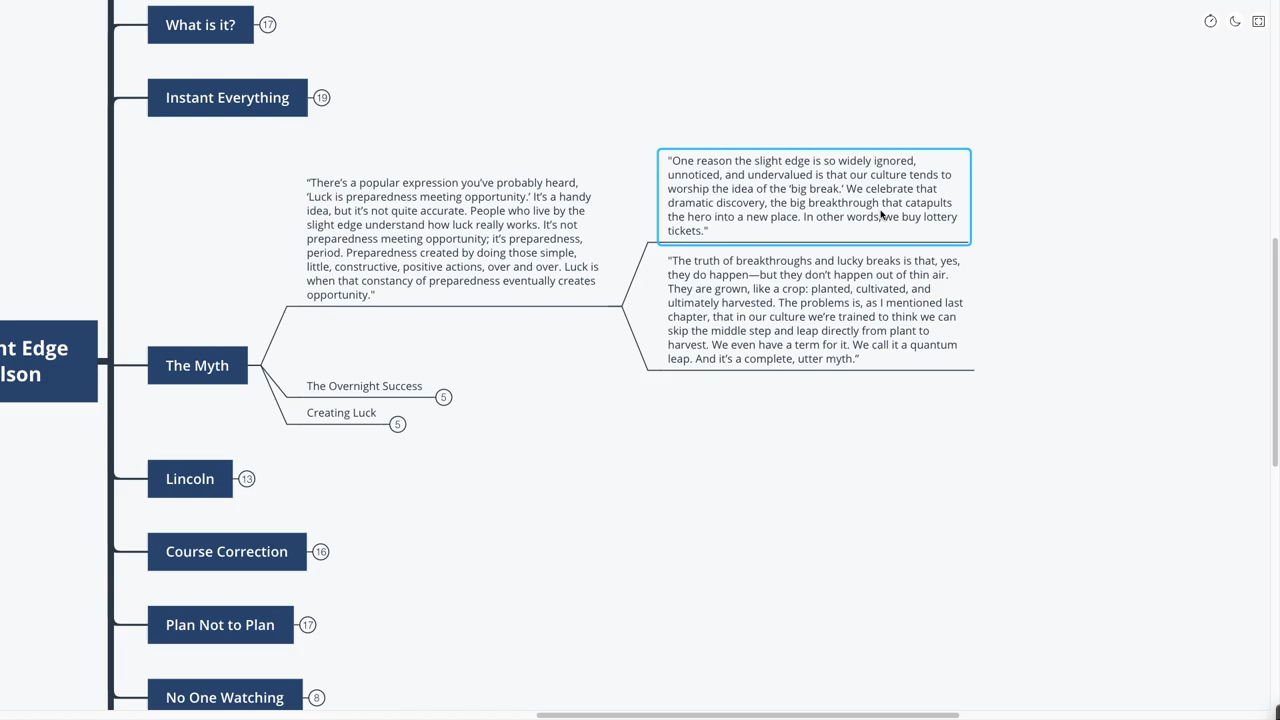 What is it?
17
Instant Everything
19
"There's a popular expression you've probably heard,
'Luck is preparedness meeting opportunity.' It's a handy
idea, but it's not quite accurate. People who live by the
slight edge understand how luck really works. It's not
preparedness meeting opportunity; it's preparedness,
period. Preparedness created by doing those simple,
little, constructive, positive actions, over and over. Luck is
when that constancy of preparedness eventually creates
opportunity."
"One reason the slight edge is so widely ignored,
unnoticed, and undervalued is that our culture tends to
worship the idea of the 'big break.' We celebrate that
dramatic discovery, the big breakthrough that catapults
the hero into a new place. In other words, we buy lottery
tickets."
"The truth of breakthroughs and lucky breaks is that, yes,
they do happen—but they don't happen out of thin air.
They are grown, like a crop: planted, cultivated, and
ultimately harvested. The problems is, as I mentioned last
chapter, that in our culture we're trained to think we can
skip the middle step and leap directly from plant to
harvest. We even have a term for it. We call it a quantum
leap. And it's a complete, utter myth."
nt Edge
lson
The Myth
The Overnight Success
5
Creating Luck
5
Lincoln
13
Course Correction
16
Plan Not to Plan
17
No One Watching
8